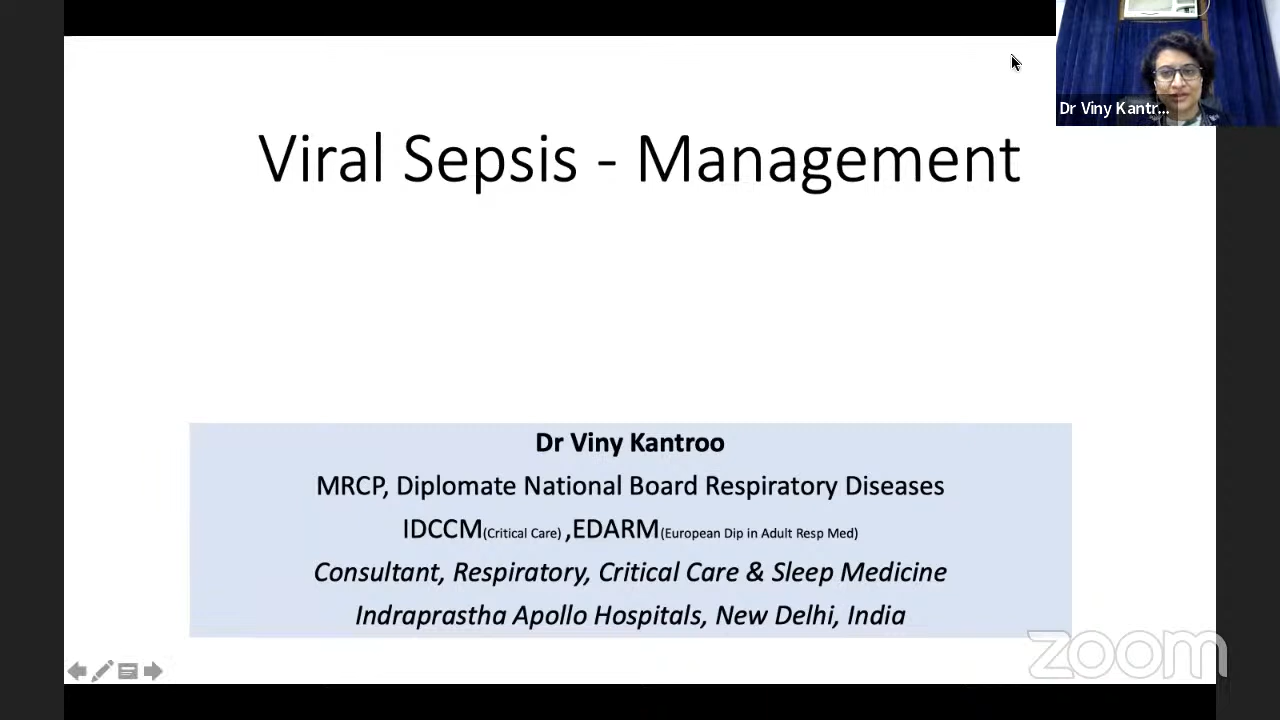 Dr Viny Kantr...
Viral Sepsis - Management
Dr Viny Kantroo
MRCP, Diplomate National Board Respiratory Diseases
IDCCM(Critical Care) ,EDARM(European Dip in Adult Resp Med)
Consultant, Respiratory, Critical Care & Sleep Medicine
Indraprastha Apollo Hospitals, New Delhi, India
zoom